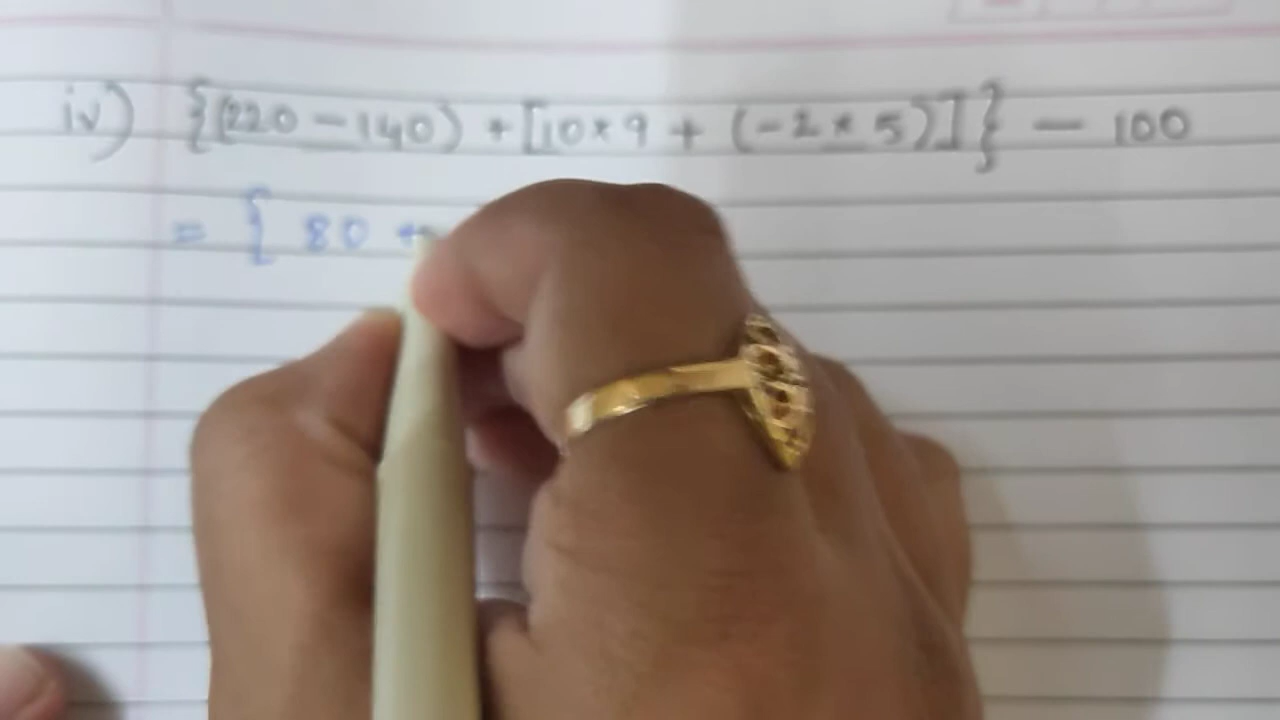 iv) {(220 - 140) + [10 * 9 + (-2 * 5)]} - 100
= { 80 +